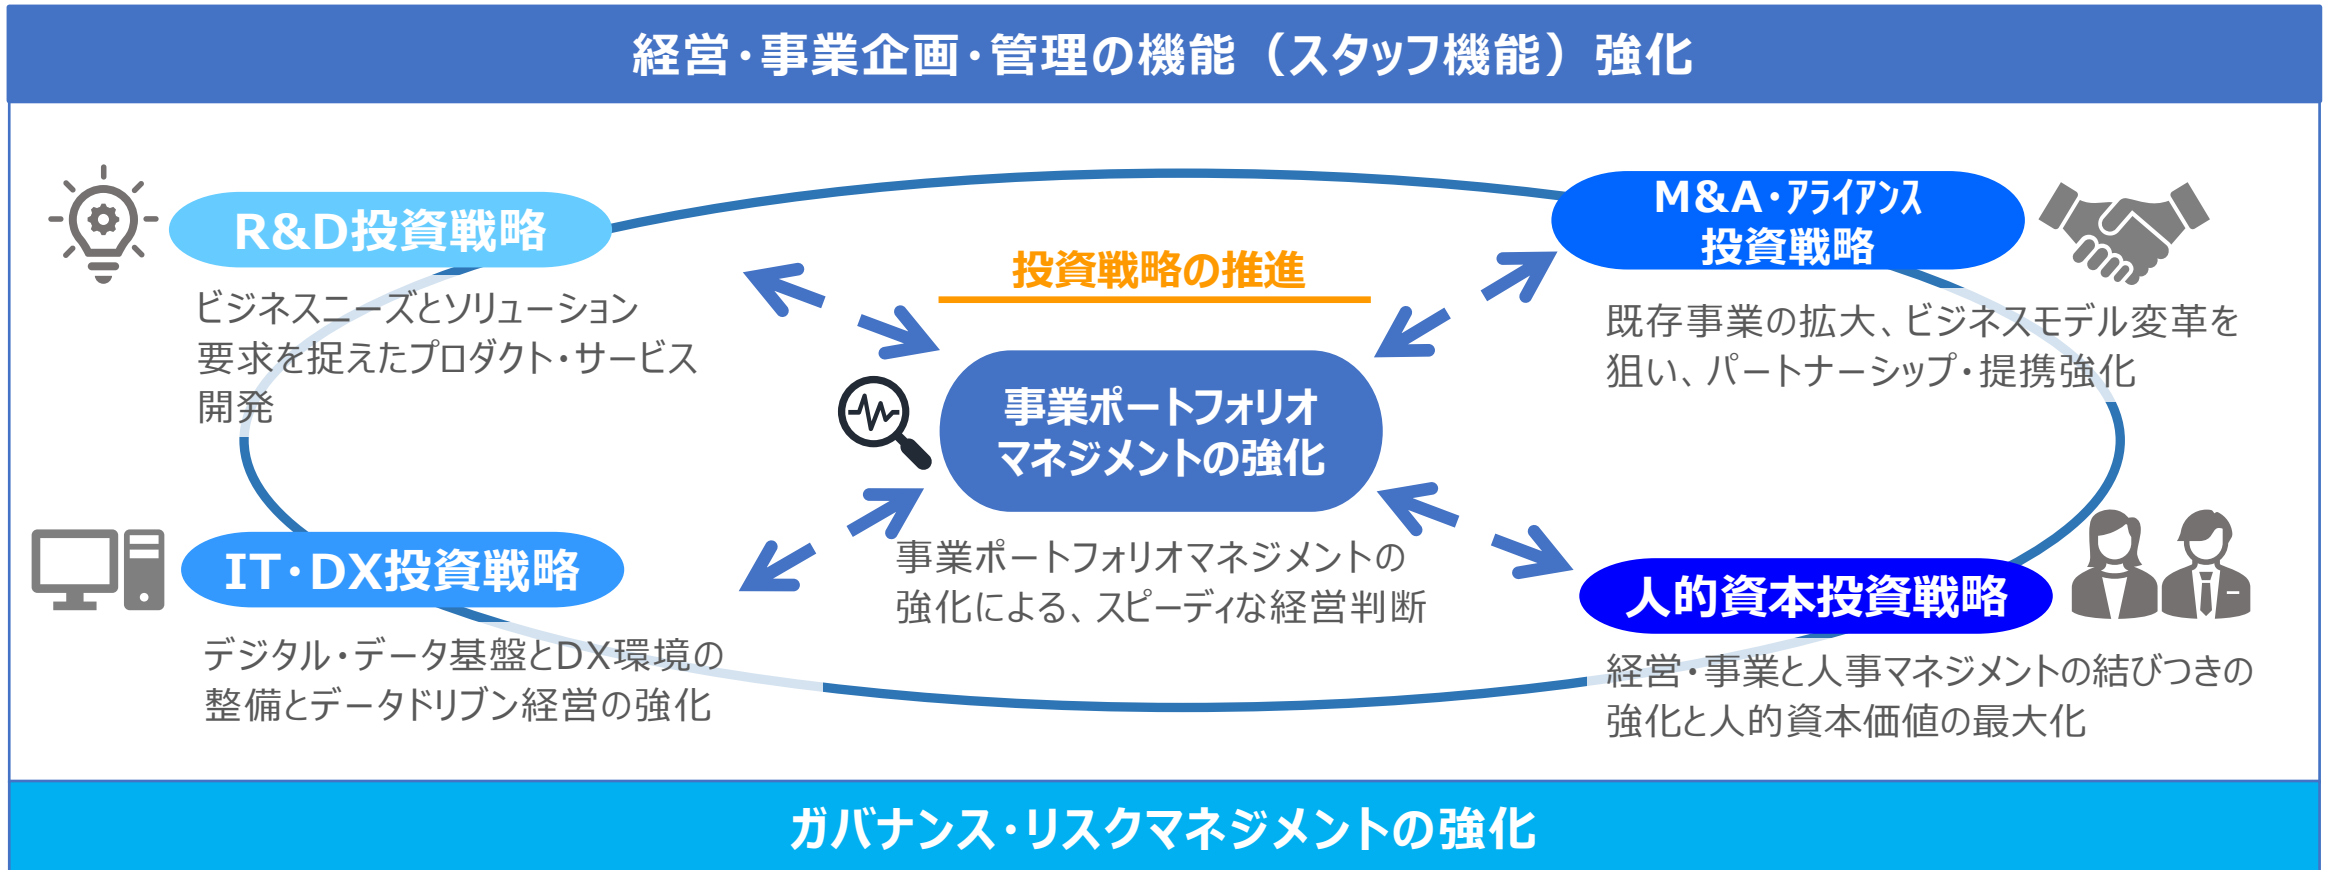 経営･事業企画･管理の機能（スタッフ機能）強化
R&D投資戦略
ビジネスニーズとソリューション
要求を捉えたプロダクト・サービス
開発
M&A・ｱﾗｲｱﾝｽ
投資戦略
既存事業の拡大、ビジネスモデル変革を
狙い、パートナーシップ・提携強化
投資戦略の推進
事業ポートフォリオ
マネジメントの強化
事業ポートフォリオマネジメントの
強化による、スピーディな経営判断
IT・DX投資戦略
デジタル・データ基盤とDX環境の
整備とデータドリブン経営の強化
人的資本投資戦略
経営・事業と人事マネジメントの結びつきの
強化と人的資本価値の最大化
ガバナンス・リスクマネジメントの強化